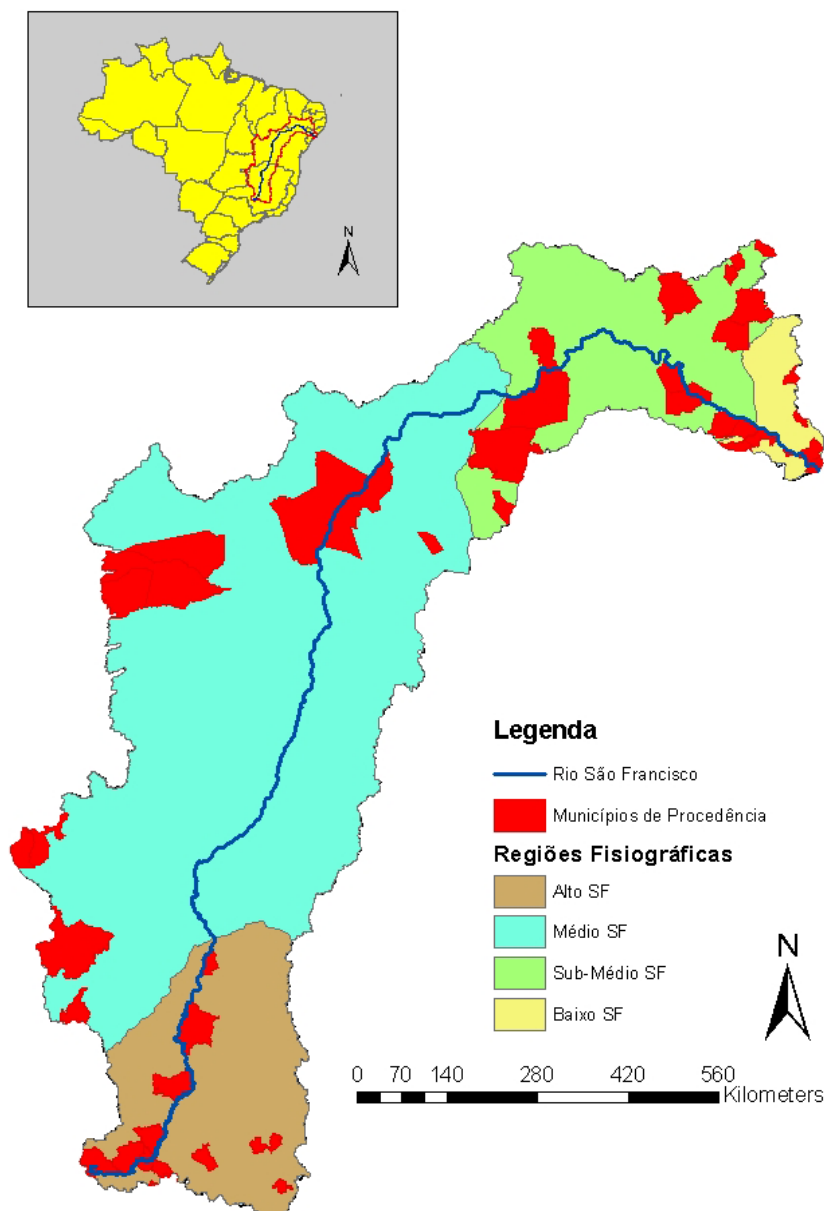 N
Legenda
Rio São Francisco
Municípios de Procedência
Regiões Fisiográficas
Alto SF
Médio SF
Sub-Médio SF
Baixo SF
N
0 70 140 280 420 560
Kilometers